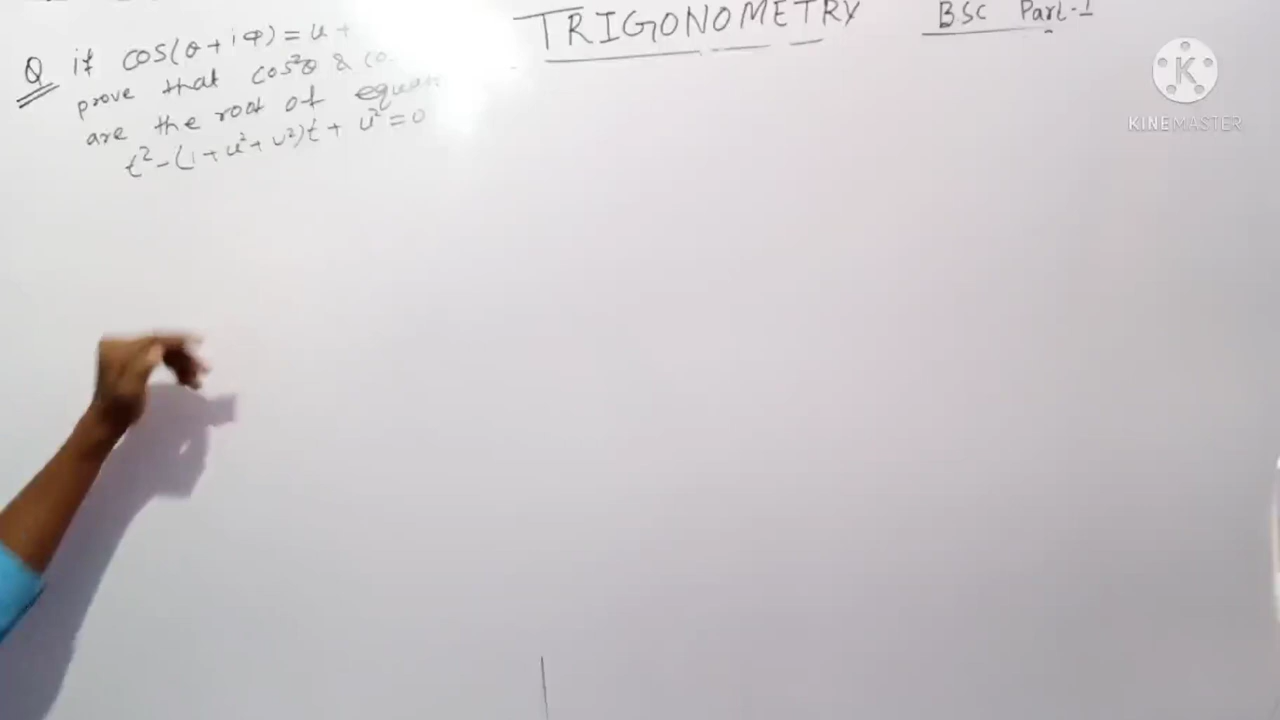 TRIGONOMETRY BSC Part-1
Q if cos(θ+iφ)=u+
prove that cos²θ &
are the root of
t²-(1+u²+v²)t+ u²=0
KINEMASTER